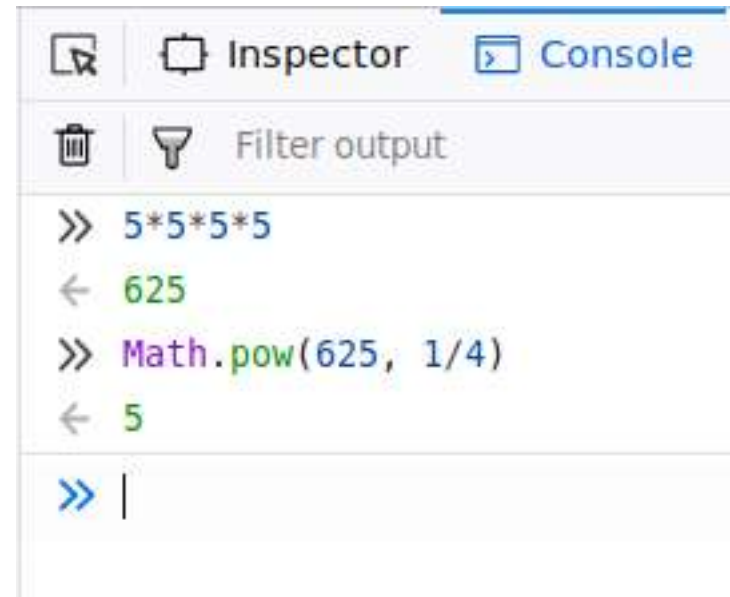 Inspector Console
Filter output
» 5*5*5*5
← 625
» Math.pow(625, 1/4)
← 5
»